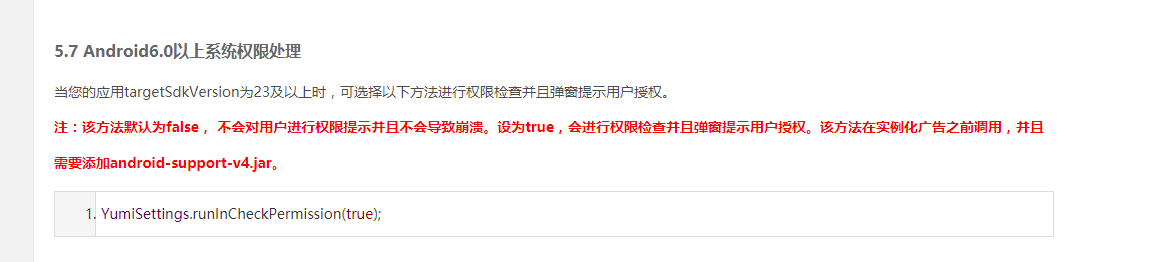 5.7 Android6.0以上系统权限处理
当您的应用targetSdkVersion为23及以上时，可选择以下方法进行权限检查并且弹窗提示用户授权。
注：该方法默认为false， 不会对用户进行权限提示并且不会导致崩溃。设为true，会进行权限检查并且弹窗提示用户授权。该方法在实例化广告之前调用，并且
需要添加android-support-v4.jar。
1. YumiSettings.runInCheckPermission(true);